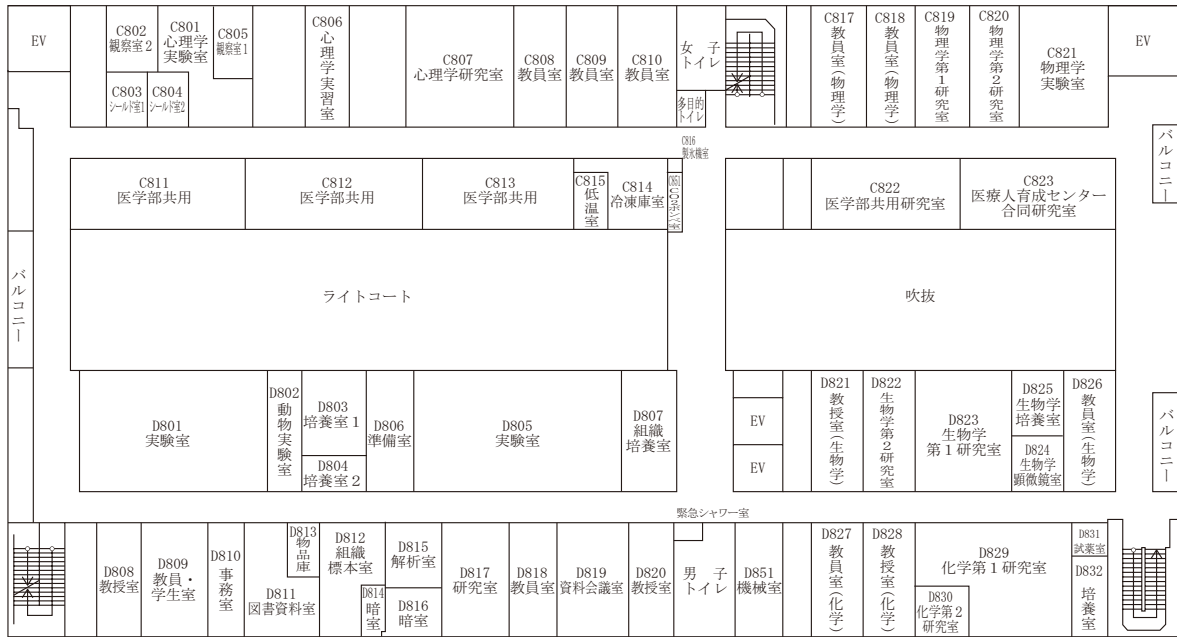 EV
C802
観察室２
C801
心理学
実験室
C805
観察室1
C803
シールド室1
C804
シールド室2
C806
心理学実習室
C807
心理学研究室
C808
教員室
C809
教員室
C810
教員室
女　子
トイレ
多目的
トイレ
C816
製氷機室
C817
教員室(物理学)
C818
教員室(物理学)
C819
物理学第1研究室
C820
物理学第2研究室
C821
物理学
実験室
EV
バルコニー
C811
医学部共用
C812
医学部共用
C813
医学部共用
C815
低温室
C814
冷凍庫室
C851
C822
医学部共用研究室
C823
医療人育成センター
合同研究室
バルコニー
ライトコート
吹抜
D801
実験室
D802
動物実験室
D803
培養室１
D804
培養室２
D806
準備室
D805
実験室
D807
組織
培養室
EV
EV
D821
教授室(生物学)
D822
生物学第2研究室
D823
生物学
第１研究室
D825
生物学
培養室
D824
生物学
顕微鏡室
D826
教員室(生物学)
バルコニー
緊急シャワー室
D808
教授室
D809
教員・
学生室
D810
事務室
D813
物品庫
D811
図書資料室
D812
組織
標本室
D814
暗室
D815
解析室
D816
暗室
D817
研究室
D818
教員室
D819
資料会議室
D820
教授室
男　子
トイレ
D851
機械室
D827
教員室(化学)
D828
教授室(化学)
D829
化学第１研究室
D830
化学第2
研究室
D831
試薬室
D832
培養室